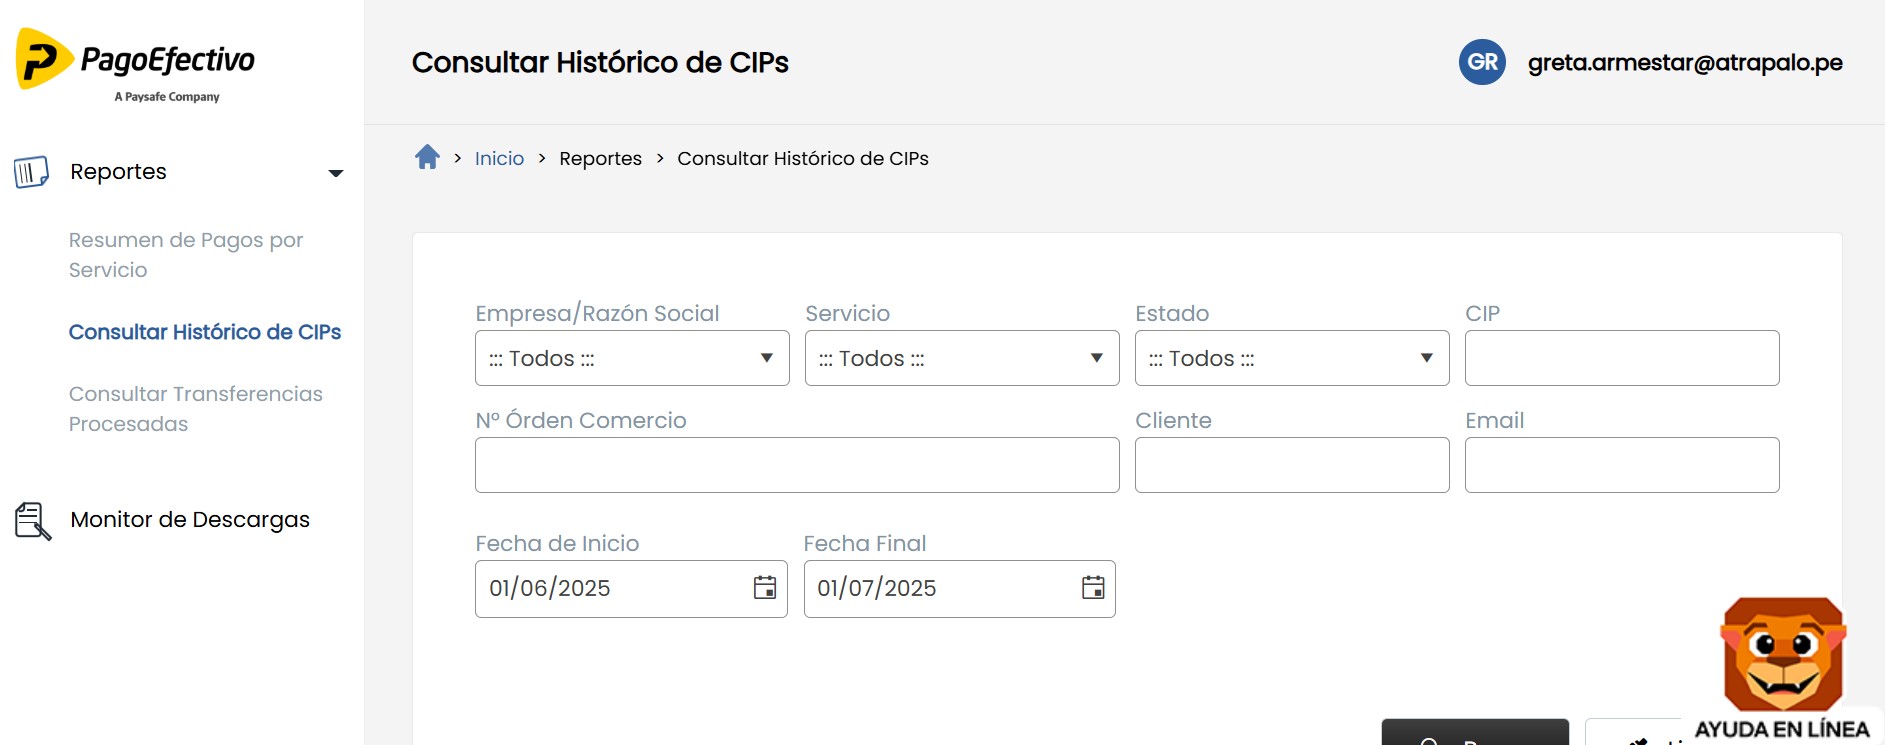 PagoEfectivo
A Paysafe Company
Consultar Histórico de CIPs
GR
greta.armestar@atrapalo.pe
> Inicio > Reportes > Consultar Histórico de CIPs
Reportes
Resumen de Pagos por
Servicio
Consultar Histórico de CIPs
Consultar Transferencias
Procesadas
Monitor de Descargas
Empresa/Razón Social
Servicio
Estado
CIP
::: Todos :::
::: Todos :::
::: Todos :::
N° Órden Comercio
Cliente
Email
Fecha de Inicio
Fecha Final
01/06/2025
01/07/2025
AYUDA EN LÍNEA